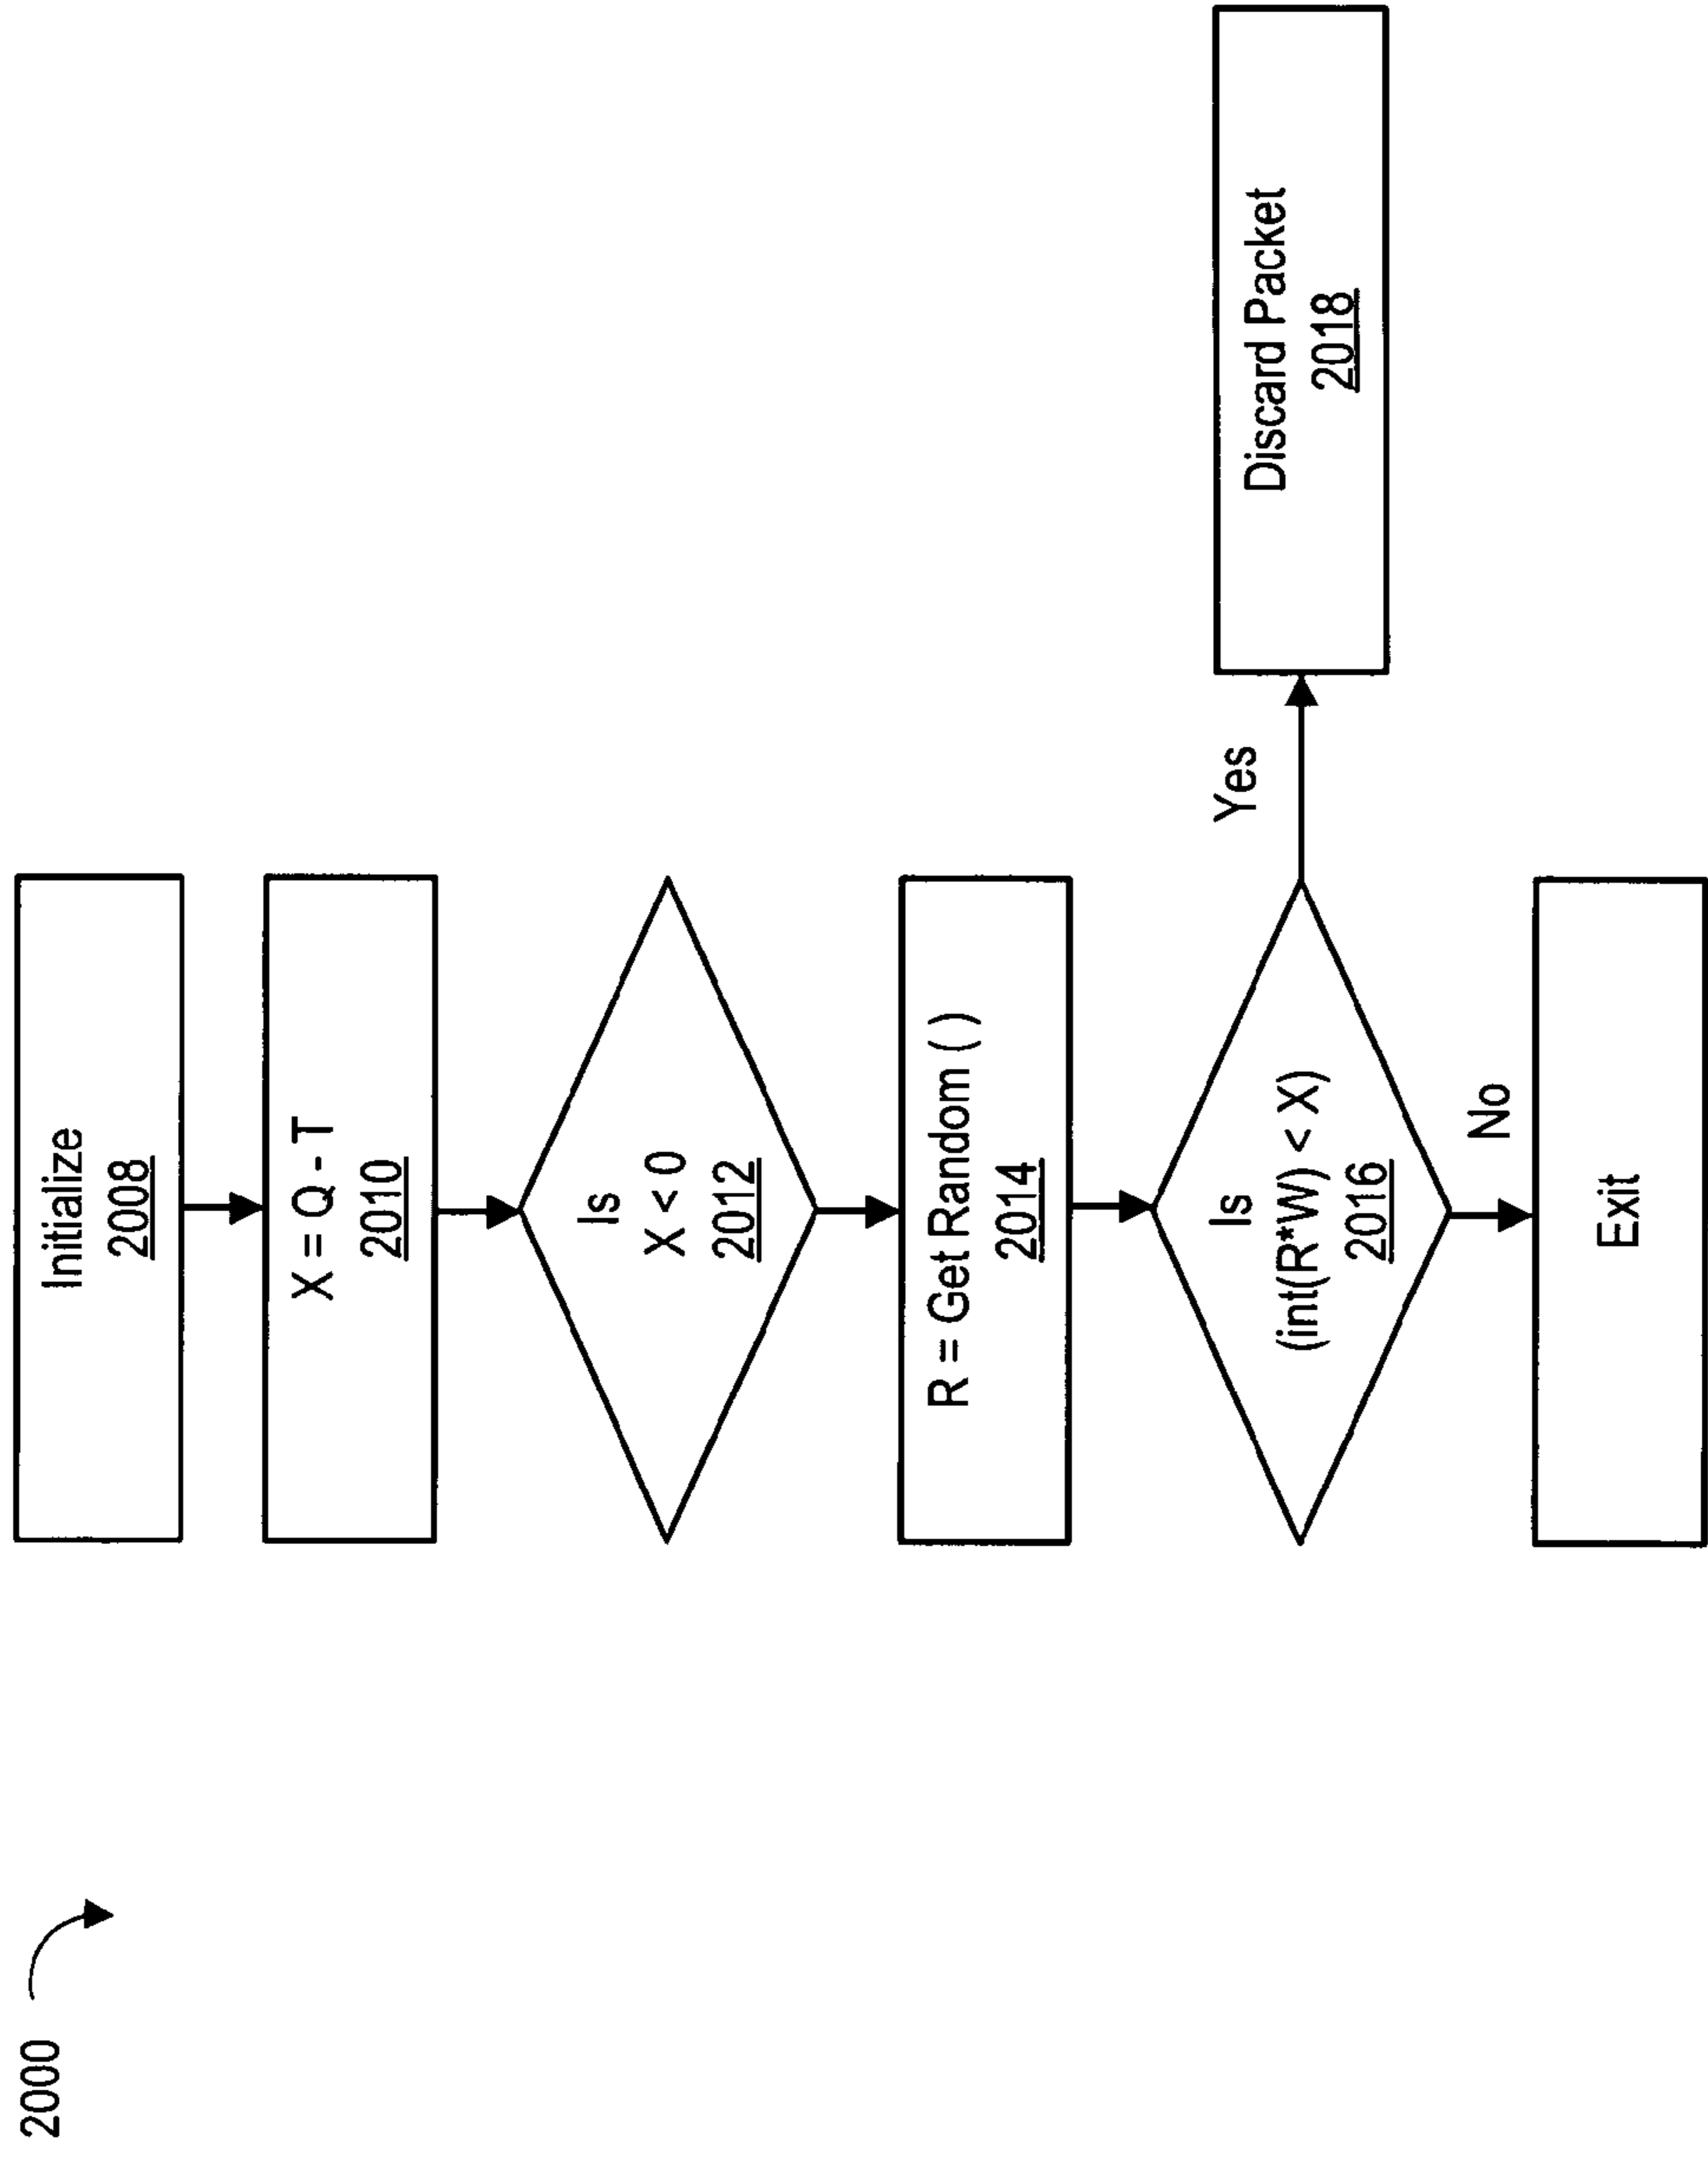 2000
Initialize
2008
X = Q - T
2010
Is
X < 0
2012
R = Get Random ( )
2014
Is
(int(R*W) < X)
2016
Yes
Discard Packet
2018
No
Exit